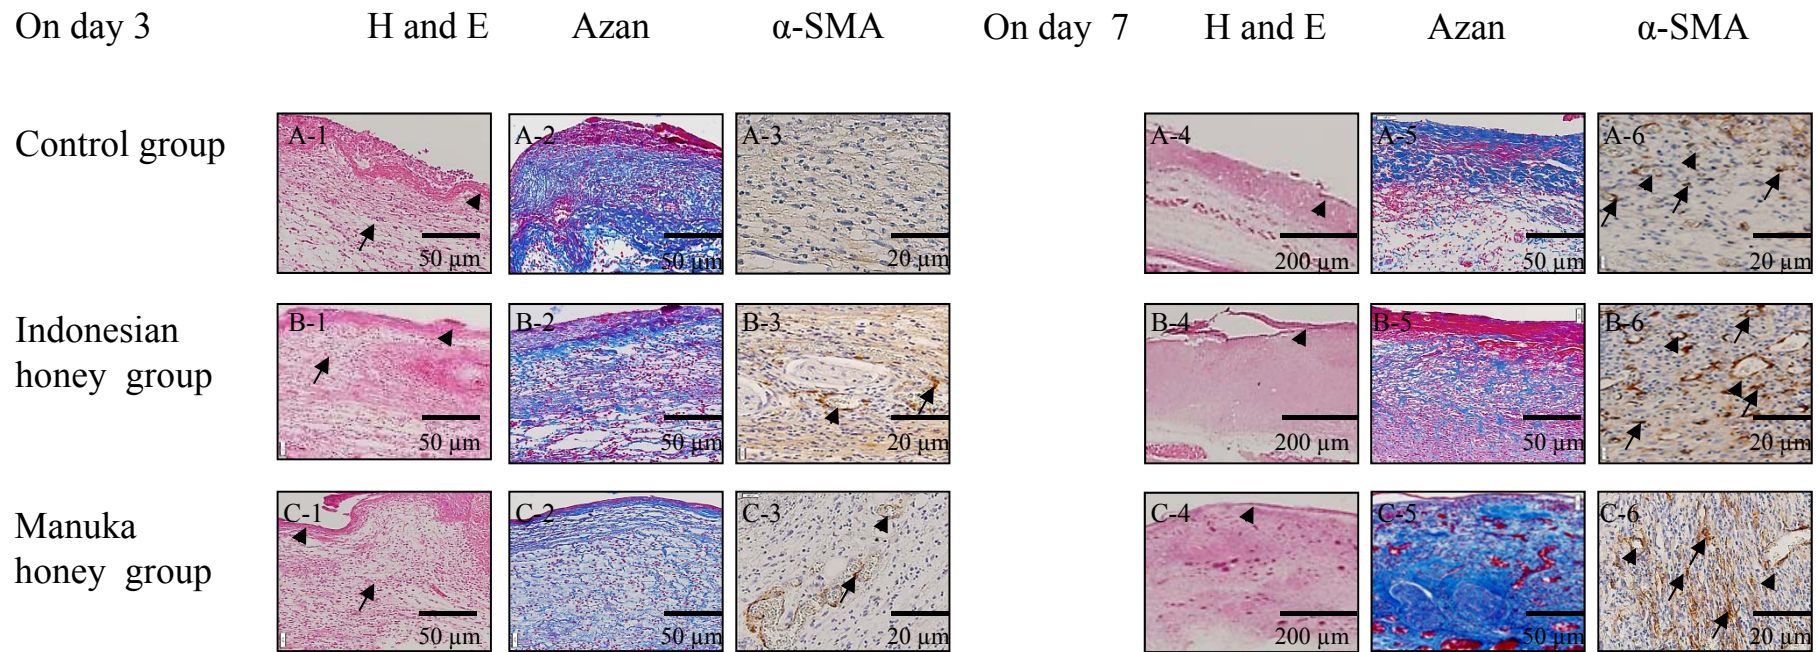 On day 3 H and E Azan α-SMA On day 7 H and E Azan α-SMA
Control group
A-1 A-2 A-3 A-4 A-5 A-6
50 µm 50 µm 20 µm 200 µm 50 µm 20 µm
Indonesian
honey group
B-1 B-2 B-3 B-4 B-5 B-6
50 µm 50 µm 20 µm 200 µm 50 µm 20 µm
Manuka
honey group
C-1 C-2 C-3 C-4 C-5 C-6
50 µm 50 µm 20 µm 200 µm 50 µm 20 µm